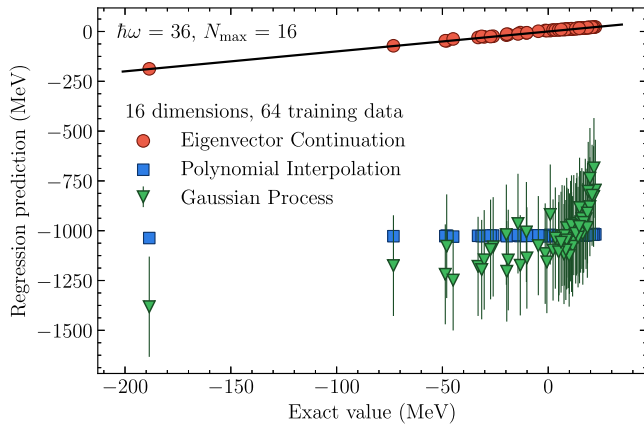 ħω = 36, N_max = 16
16 dimensions, 64 training data
Eigenvector Continuation
Polynomial Interpolation
Gaussian Process
Regression prediction (MeV)
0
−250
−500
−750
−1000
−1250
−1500
−200 −150 −100 −50 0
Exact value (MeV)